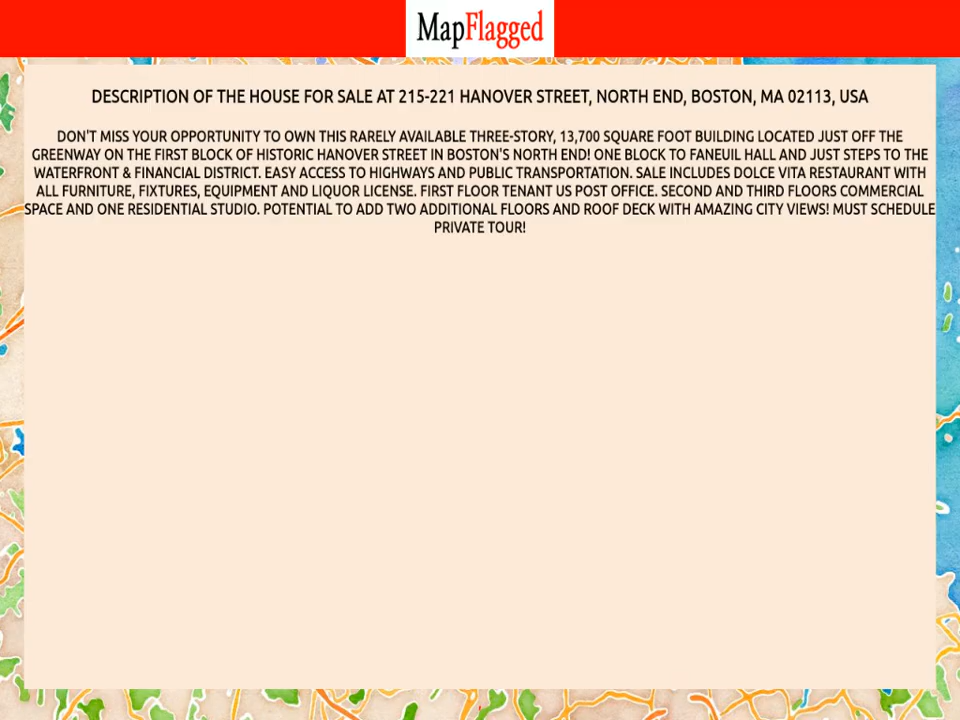 MapFlagged
DESCRIPTION OF THE HOUSE FOR SALE AT 215-221 HANOVER STREET, NORTH END, BOSTON, MA 02113, USA
DON'T MISS YOUR OPPORTUNITY TO OWN THIS RARELY AVAILABLE THREE-STORY, 13,700 SQUARE FOOT BUILDING LOCATED JUST OFF THE
GREENWAY ON THE FIRST BLOCK OF HISTORIC HANOVER STREET IN BOSTON'S NORTH END! ONE BLOCK TO FANEUIL HALL AND JUST STEPS TO THE
WATERFRONT & FINANCIAL DISTRICT. EASY ACCESS TO HIGHWAYS AND PUBLIC TRANSPORTATION. SALE INCLUDES DOLCE VITA RESTAURANT WITH
ALL FURNITURE, FIXTURES, EQUIPMENT AND LIQUOR LICENSE. FIRST FLOOR TENANT US POST OFFICE. SECOND AND THIRD FLOORS COMMERCIAL
SPACE AND ONE RESIDENTIAL STUDIO. POTENTIAL TO ADD TWO ADDITIONAL FLOORS AND ROOF DECK WITH AMAZING CITY VIEWS! MUST SCHEDULE
PRIVATE TOUR!